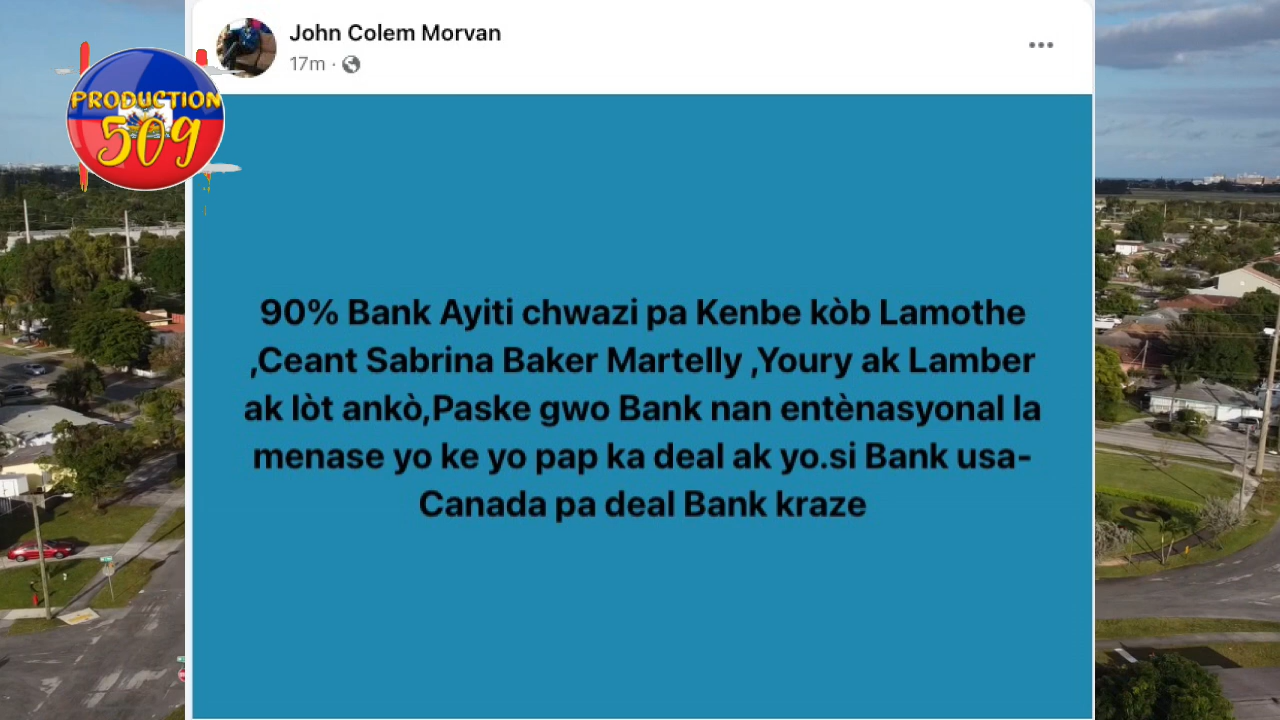 John Colem Morvan
17m ·
PRODUCTION
509
90% Bank Ayiti chwazi pa Kenbe kòb Lamothe
,Ceant Sabrina Baker Martelly ,Youry ak Lamber
ak lòt ankò,Paske gwo Bank nan entènasyonal la
menase yo ke yo pap ka deal ak yo.si Bank usa-
Canada pa deal Bank kraze